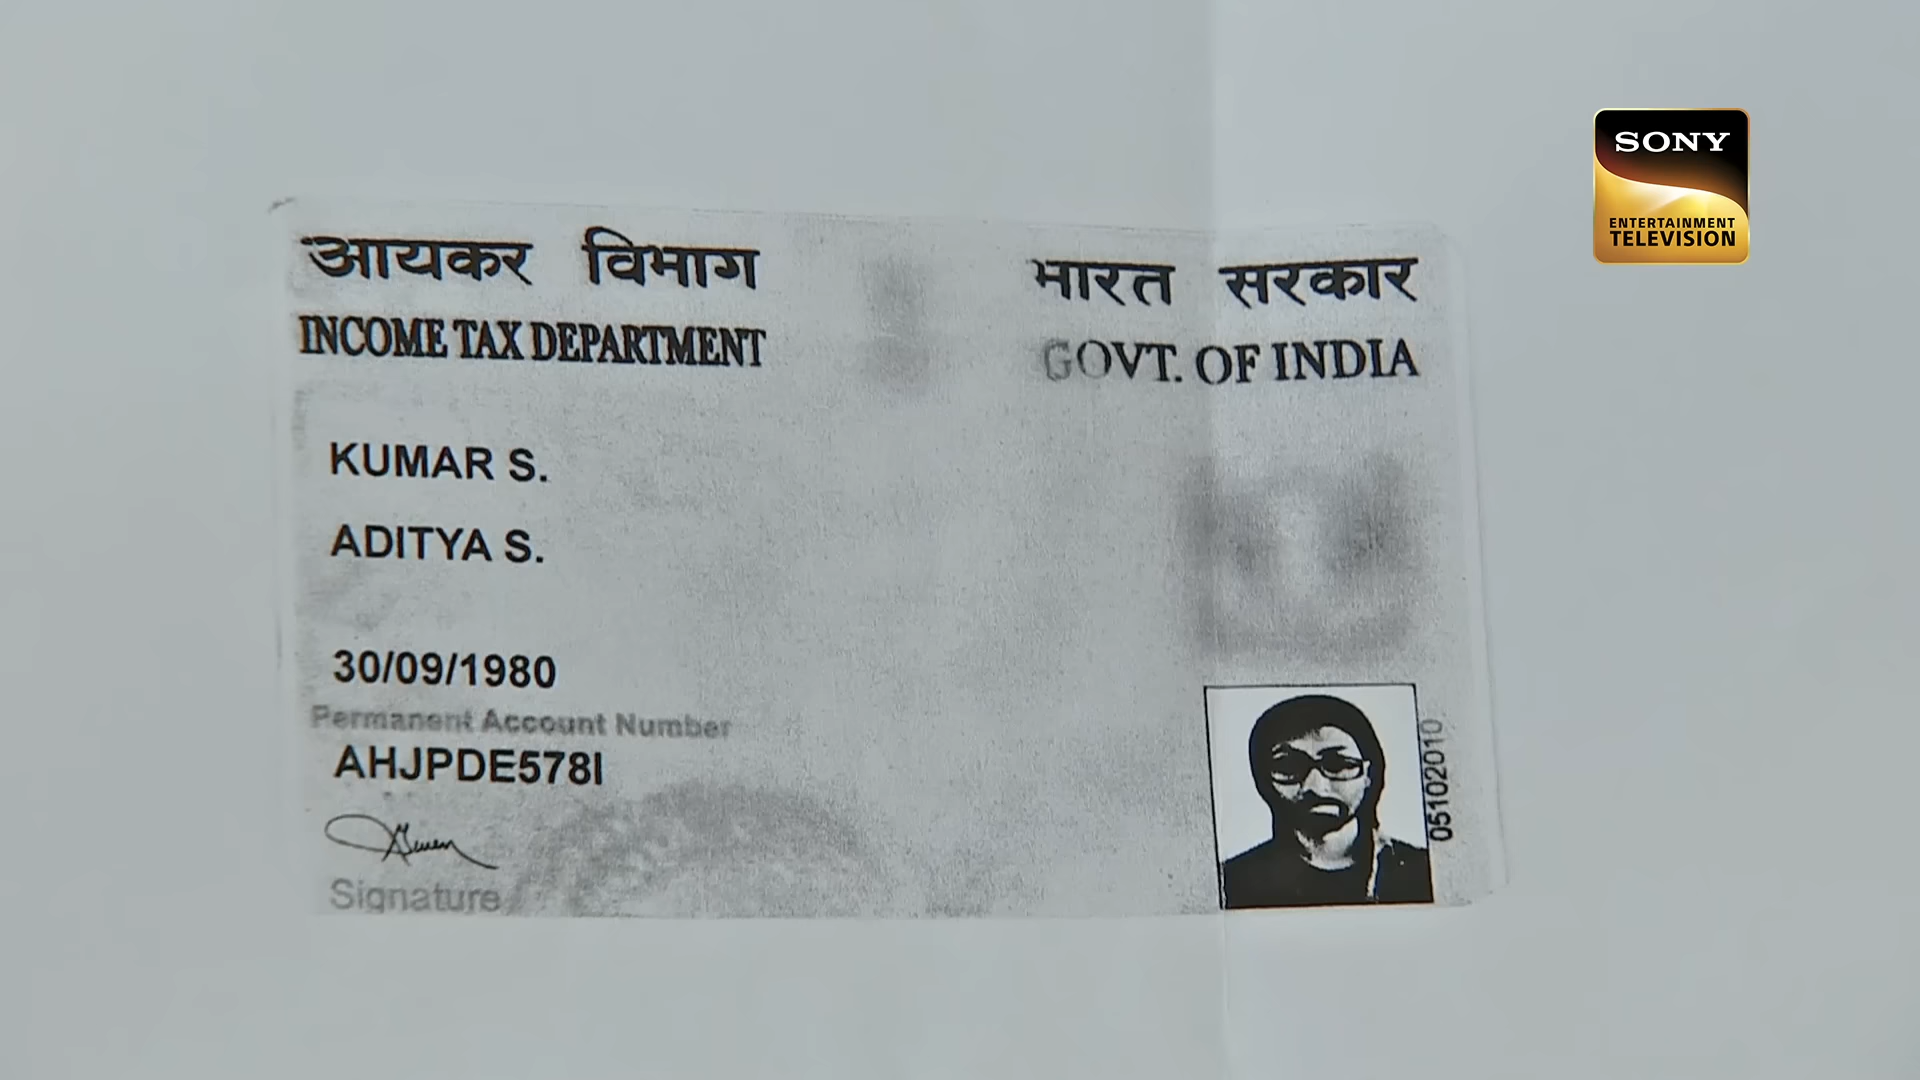 SONY
ENTERTAINMENT
TELEVISION
आयकर विभाग
INCOME TAX DEPARTMENT
भारत सरकार
GOVT. OF INDIA
KUMAR S.
ADITYA S.
30/09/1980
Permanent Account Number
AHJPDE578I
Signature
05102010